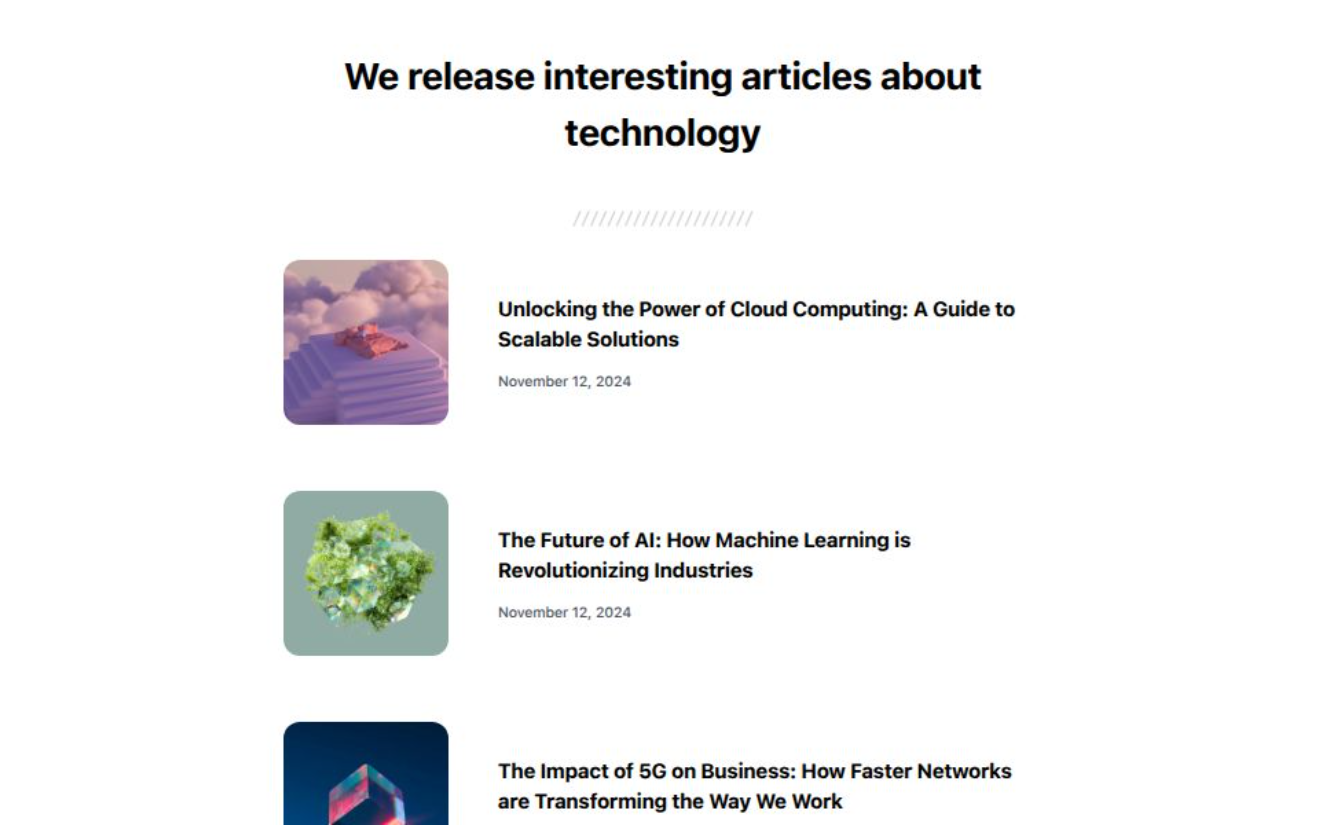 We release interesting articles about
technology
Unlocking the Power of Cloud Computing: A Guide to
Scalable Solutions
November 12, 2024
The Future of AI: How Machine Learning is
Revolutionizing Industries
November 12, 2024
The Impact of 5G on Business: How Faster Networks
are Transforming the Way We Work